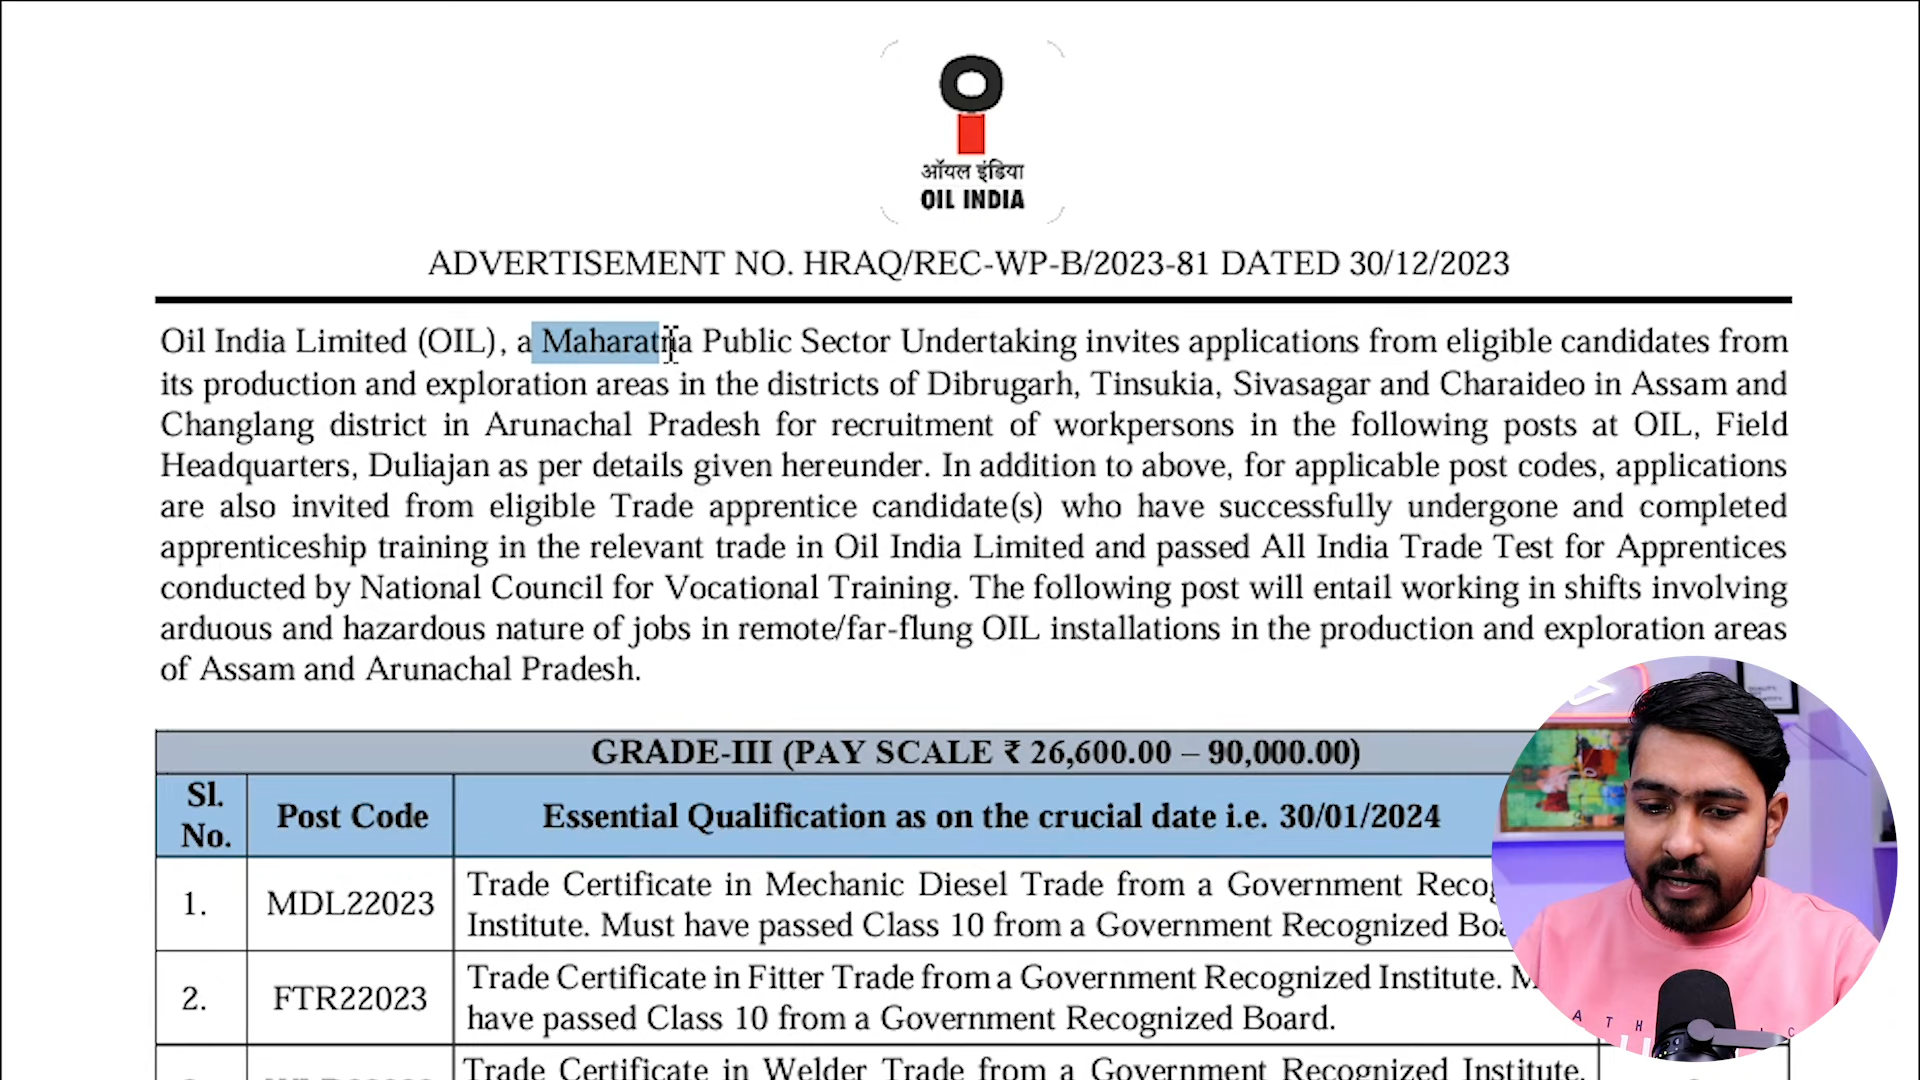 ऑयल इंडिया
OIL INDIA
ADVERTISEMENT NO. HRAQ/REC-WP-B/2023-81 DATED 30/12/2023
Oil India Limited (OIL), a Maharatna Public Sector Undertaking invites applications from eligible candidates from
its production and exploration areas in the districts of Dibrugarh, Tinsukia, Sivasagar and Charaideo in Assam and
Changlang district in Arunachal Pradesh for recruitment of workpersons in the following posts at OIL, Field
Headquarters, Duliajan as per details given hereunder. In addition to above, for applicable post codes, applications
are also invited from eligible Trade apprentice candidate(s) who have successfully undergone and completed
apprenticeship training in the relevant trade in Oil India Limited and passed All India Trade Test for Apprentices
conducted by National Council for Vocational Training. The following post will entail working in shifts involving
arduous and hazardous nature of jobs in remote/far-flung OIL installations in the production and exploration areas
of Assam and Arunachal Pradesh.
GRADE-III (PAY SCALE ₹ 26,600.00 – 90,000.00)
Sl. No.
Post Code
Essential Qualification as on the crucial date i.e. 30/01/2024
1.
MDL22023
Trade Certificate in Mechanic Diesel Trade from a Government
Institute. Must have passed Class 10 from a Government Recognized
2.
FTR22023
Trade Certificate in Fitter Trade from a Government Recognized Institute.
have passed Class 10 from a Government Recognized Board.
Trade Certificate in Welder Trade from a Government Recognized Institute.